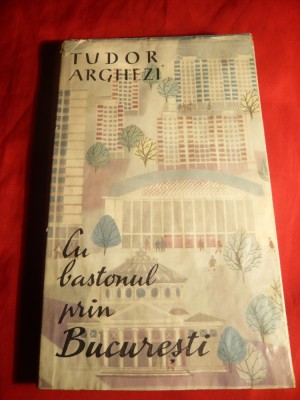 TUDOR
ARGHEZI
Cu
bastonul
prin
București